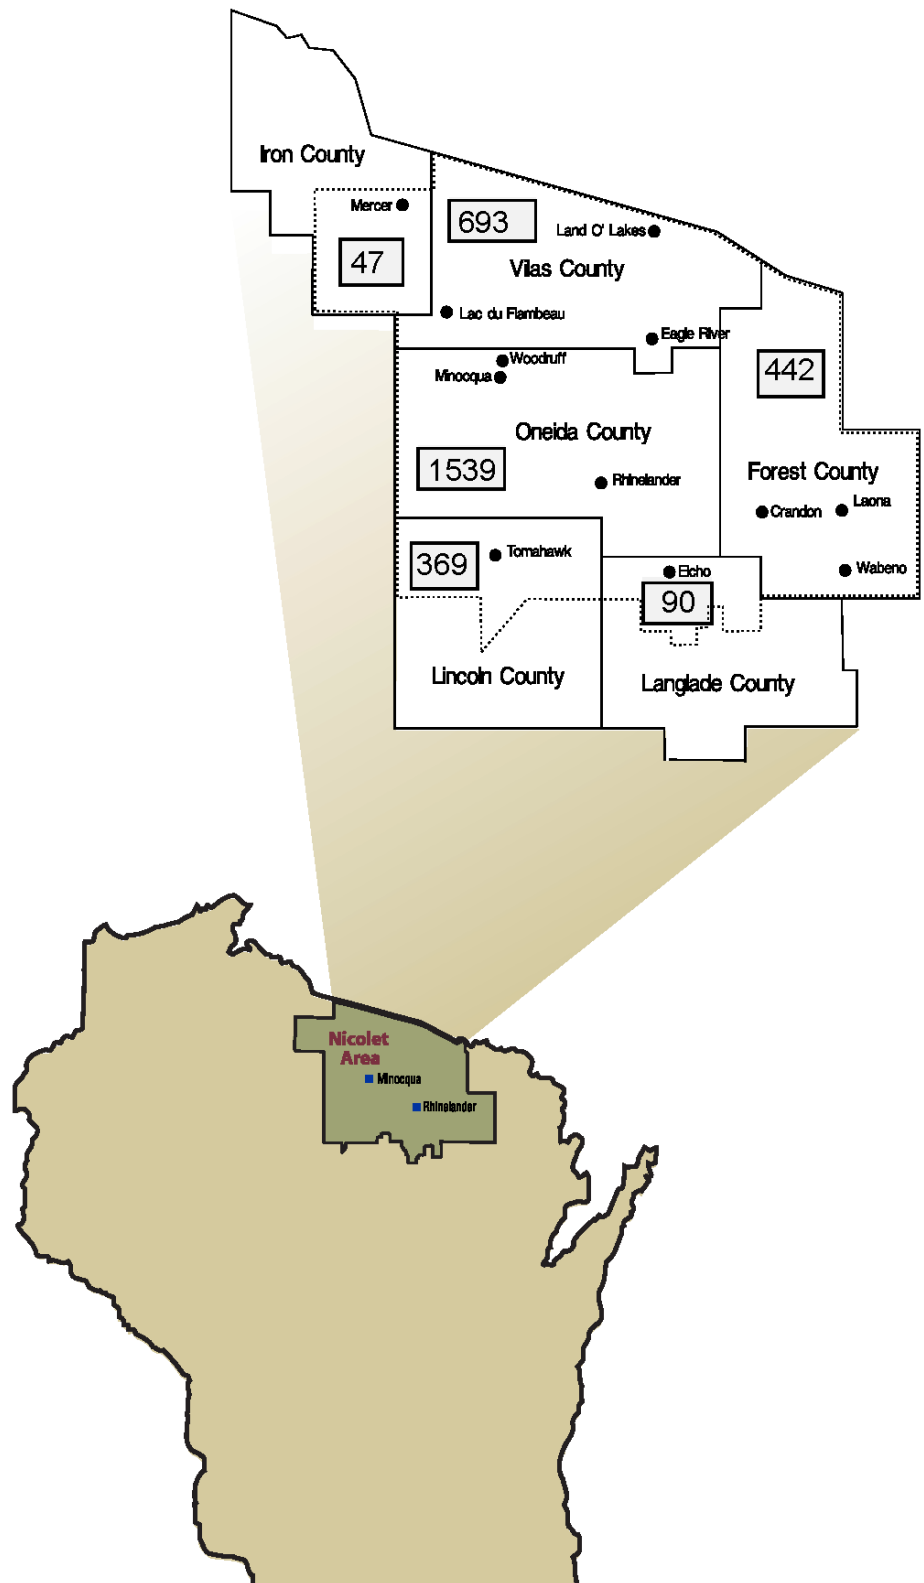 Iron County
Mercer
693
Land O' Lakes
47
Vilas County
Lac du Flambeau
Eagle River
Woodruff
Minocqua
442
Oneida County
1539
Forest County
Rhinelander
Crandon
Laona
369
Tomahawk
Elcho
Wabeno
90
Lincoln County
Langlade County
Nicolet
Area
Minocqua
Rhinelander